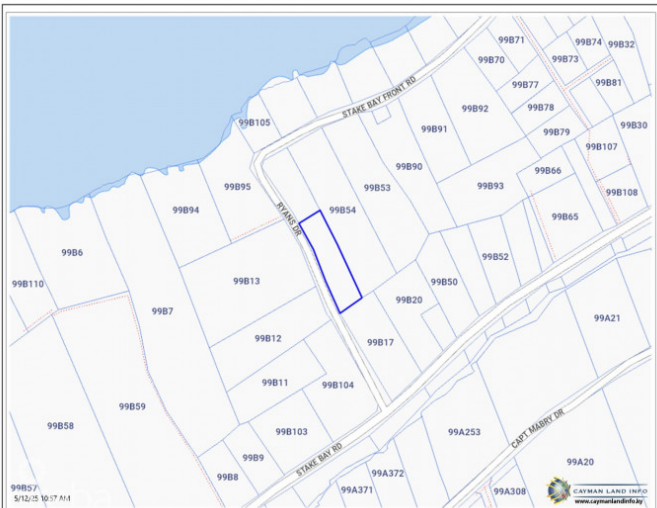 99B71
99B74
99B32
99B70
99B73
99B77
99B81
STAKE BAY FRONT RD
99B92
99B78
99B105
99B91
99B79
99B30
99B107
99B90
99B66
99B95
99B53
99B93
99B108
99B94
RYANS DR
99B54
99B65
99B6
99B52
99B110
99B13
99B50
99B7
99B20
99A21
99B12
99B17
99B11
99B104
99B59
99B58
99B103
99A253
CAPT MABRY DR
99B9
STAKE BAY RD
99B8
99A372
99A20
99B57
99A371
99A308
5/12/25 10:57 AM
CAYMAN LAND INFO
www.caymanlandinfo.ky